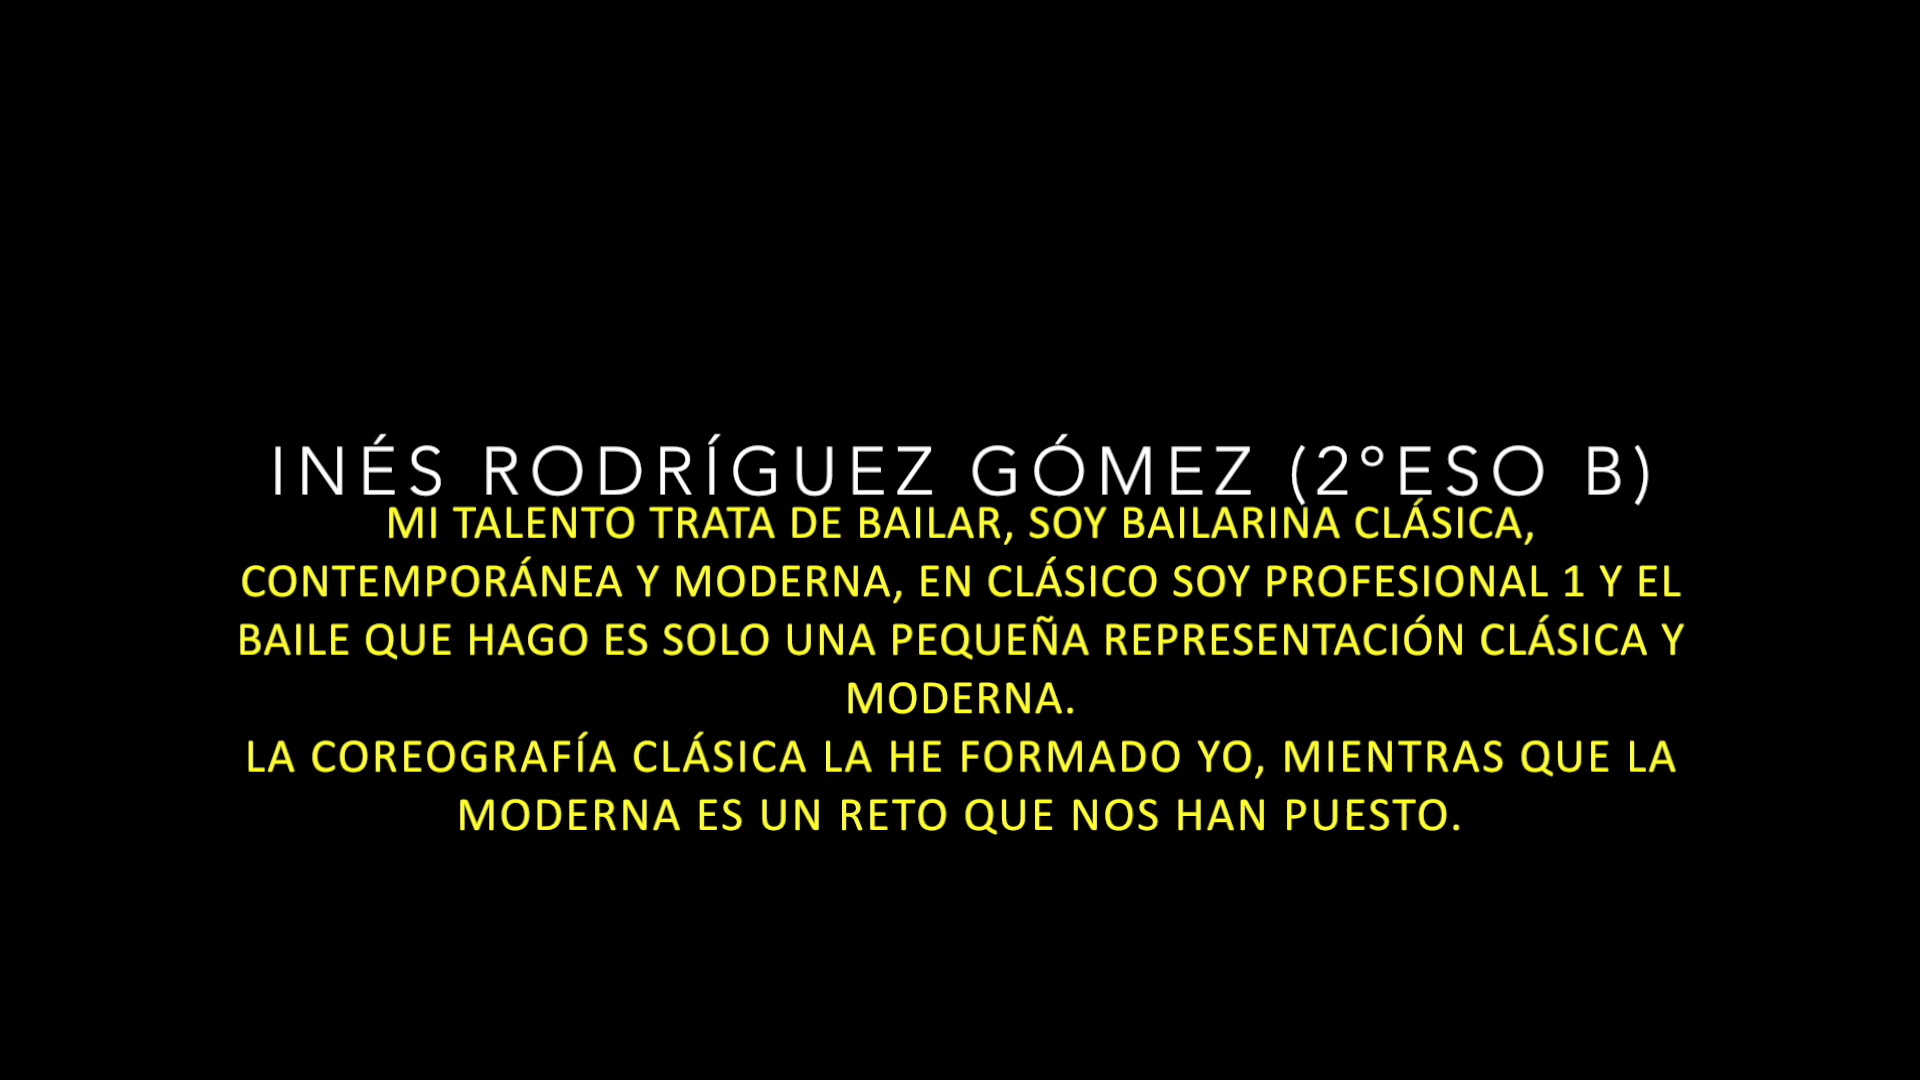 INÉS RODRÍGUEZ GÓMEZ (2°ESO B)
MI TALENTO TRATA DE BAILAR, SOY BAILARINA CLÁSICA,
CONTEMPORÁNEA Y MODERNA, EN CLÁSICO SOY PROFESIONAL 1 Y EL
BAILE QUE HAGO ES SOLO UNA PEQUEÑA REPRESENTACIÓN CLÁSICA Y
MODERNA.
LA COREOGRAFÍA CLÁSICA LA HE FORMADO YO, MIENTRAS QUE LA
MODERNA ES UN RETO QUE NOS HAN PUESTO.